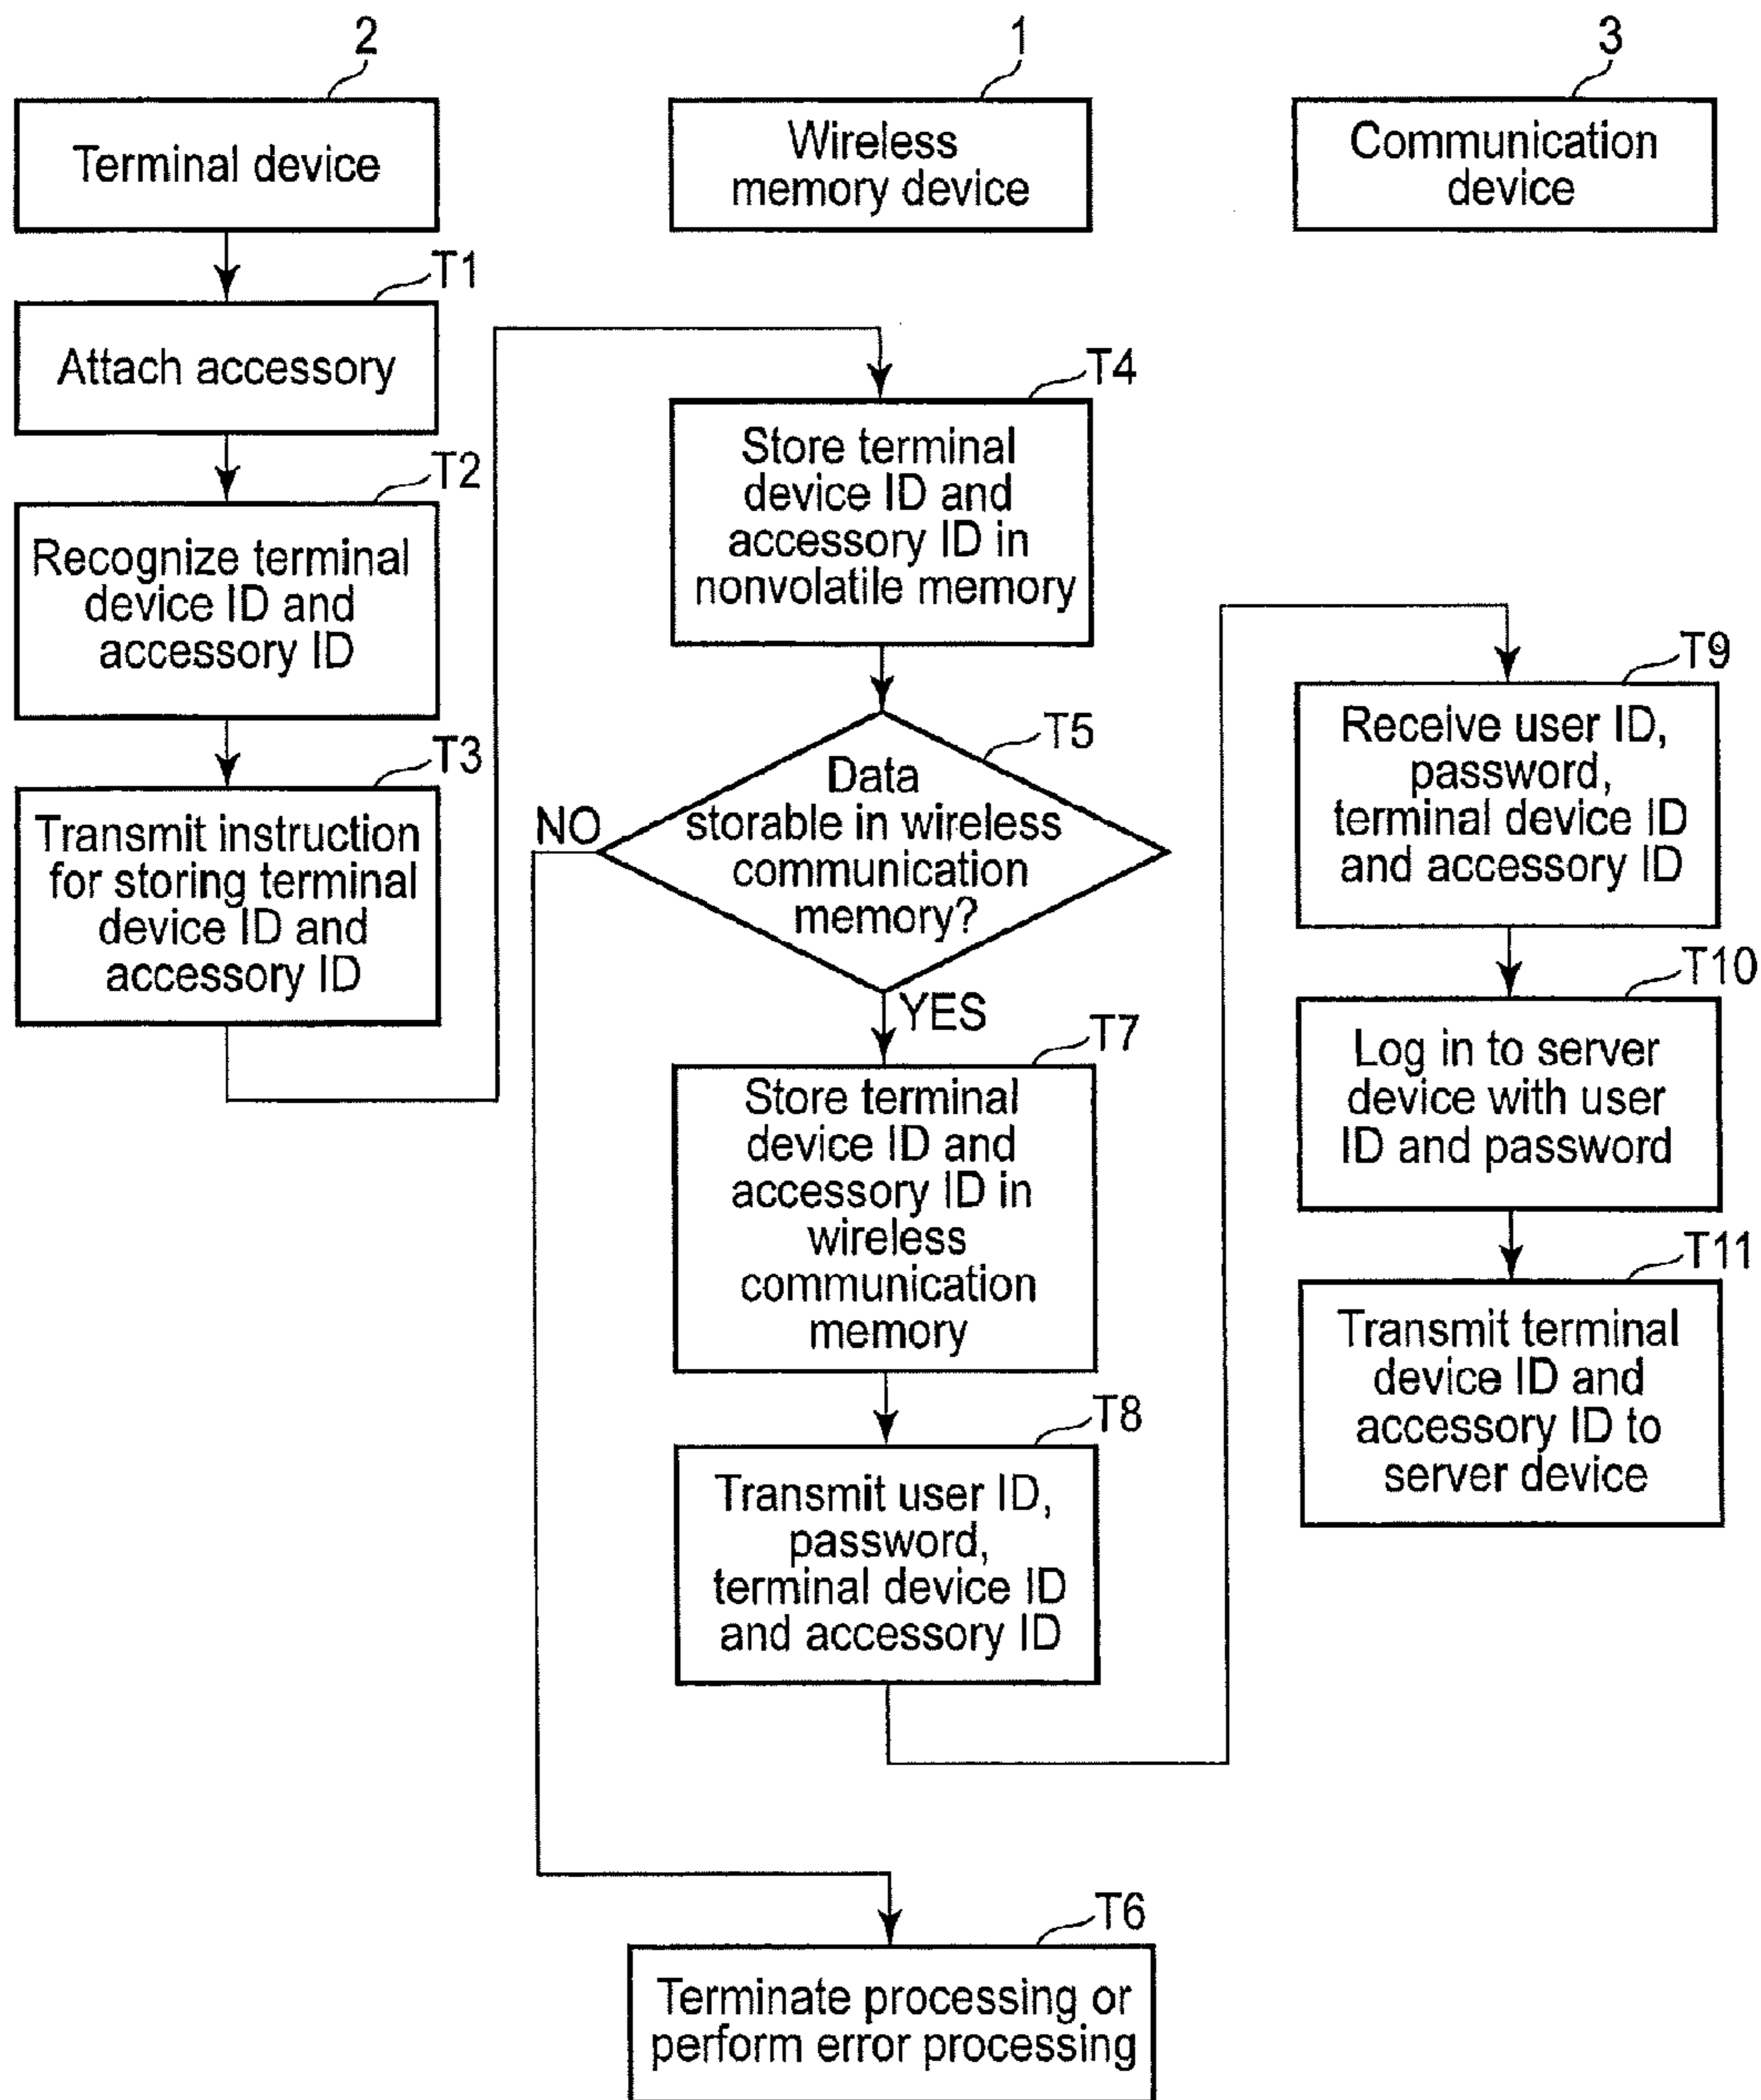 2
Terminal device
1
Wireless
memory device
3
Communication
device
T1
Attach accessory
T2
Recognize terminal
device ID and
accessory ID
T3
Transmit instruction
for storing terminal
device ID and
accessory ID
T4
Store terminal
device ID and
accessory ID in
nonvolatile memory
T5
Data
storable in wireless
communication
memory?
NO
YES
T7
Store terminal
device ID and
accessory ID in
wireless
communication
memory
T8
Transmit user ID,
password,
terminal device ID
and accessory ID
T6
Terminate processing or
perform error processing
T9
Receive user ID,
password,
terminal device ID
and accessory ID
T10
Log in to server
device with user
ID and password
T11
Transmit terminal
device ID and
accessory ID to
server device